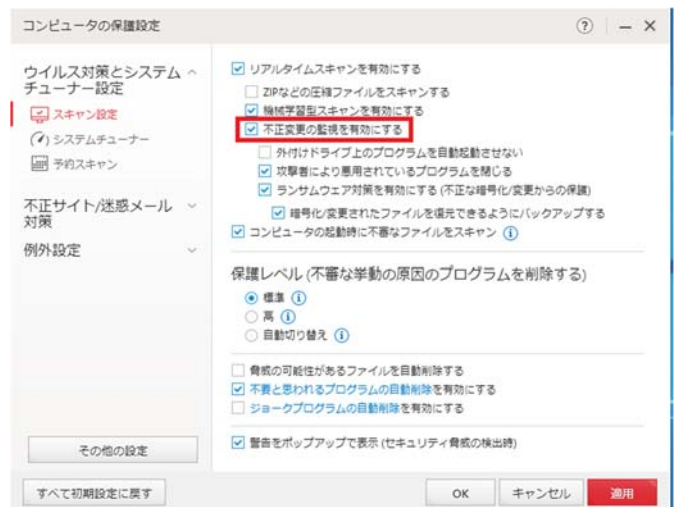 コンピュータの保護設定
ウイルス対策とシステム
チューナー設定
スキャン設定
システムチューナー
予約スキャン
不正サイト/迷惑メール
対策
例外設定
その他の設定
リアルタイムスキャンを有効にする
ZIPなどの圧縮ファイルをスキャンする
機械学習型スキャンを有効にする
不正変更の監視を有効にする
外付けドライブ上のプログラムを自動起動させない
攻撃者により悪用されているプログラムを閉じる
ランサムウェア対策を有効にする (不正な暗号化/変更からの保護)
暗号化/変更されたファイルを復元できるようにバックアップする
コンピュータの起動時に不審なファイルをスキャン
保護レベル (不審な挙動の原因のプログラムを削除する)
標準
高
自動切り替え
脅威の可能性があるファイルを自動削除する
不要と思われるプログラムの自動削除を有効にする
ジョークプログラムの自動削除を有効にする
警告をポップアップで表示 (セキュリティ脅威の検出時)
すべて初期設定に戻す
OK
キャンセル
適用